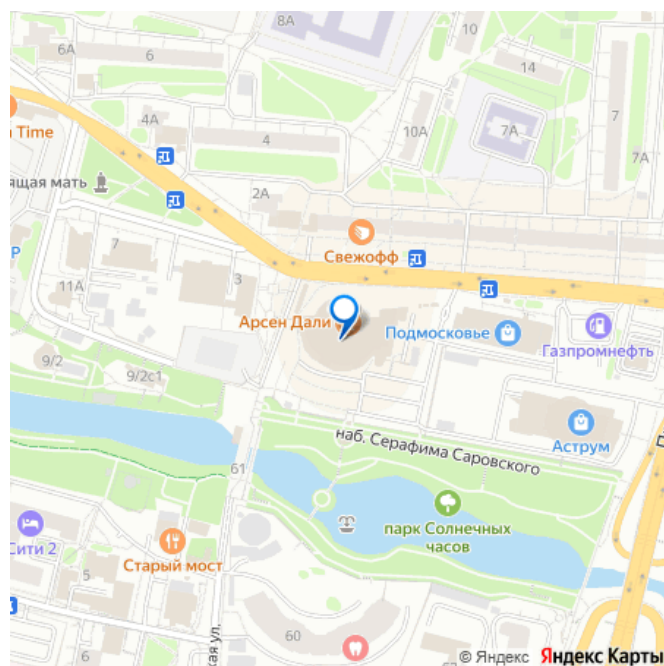 8А
10
6А
6
14
4А
7
n Time
4
10А
7А
7А
ящая мать
2А
Свежофф
7
Р
3
11А
Арсен Дали
Подмосковье
Газпромнефть
9/2
9/2с1
Аструм
наб. Серафима Саровского
61
парк Солнечных
часов
Сити 2
Старый мост
5
6
кая ул.
60
62
© Яндекс Яндекс Карты